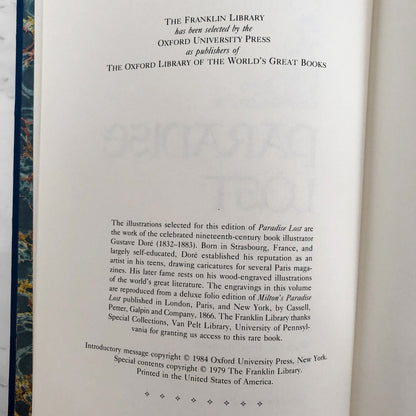 THE FRANKLIN LIBRARY
has been selected by the
OXFORD UNIVERSITY PRESS
as publishers of
THE OXFORD LIBRARY OF THE WORLD'S GREAT BOOKS
PARADISE
The illustrations selected for this edition of Paradise Lost are
the work of the celebrated nineteenth-century book illustrator
Gustave Doré (1832–1883). Born in Strasbourg, France, and
largely self-educated, Doré established his reputation as an
artist in his teens, drawing caricatures for several Paris maga-
zines. His later fame rests on his wood-engraved illustrations
of the world's great literature. The engravings in this volume
are reproduced from a deluxe folio edition of Milton's Paradise
Lost published in London, Paris, and New York, by Cassell,
Petter, Galpin and Company, 1866. The Franklin Library thanks
Special Collections, Van Pelt Library, University of Pennsyl-
vania for granting us access to this rare book.
Introductory message copyright © 1984 Oxford University Press, New York.
Special contents copyright © 1979 The Franklin Library.
Printed in the United States of America.